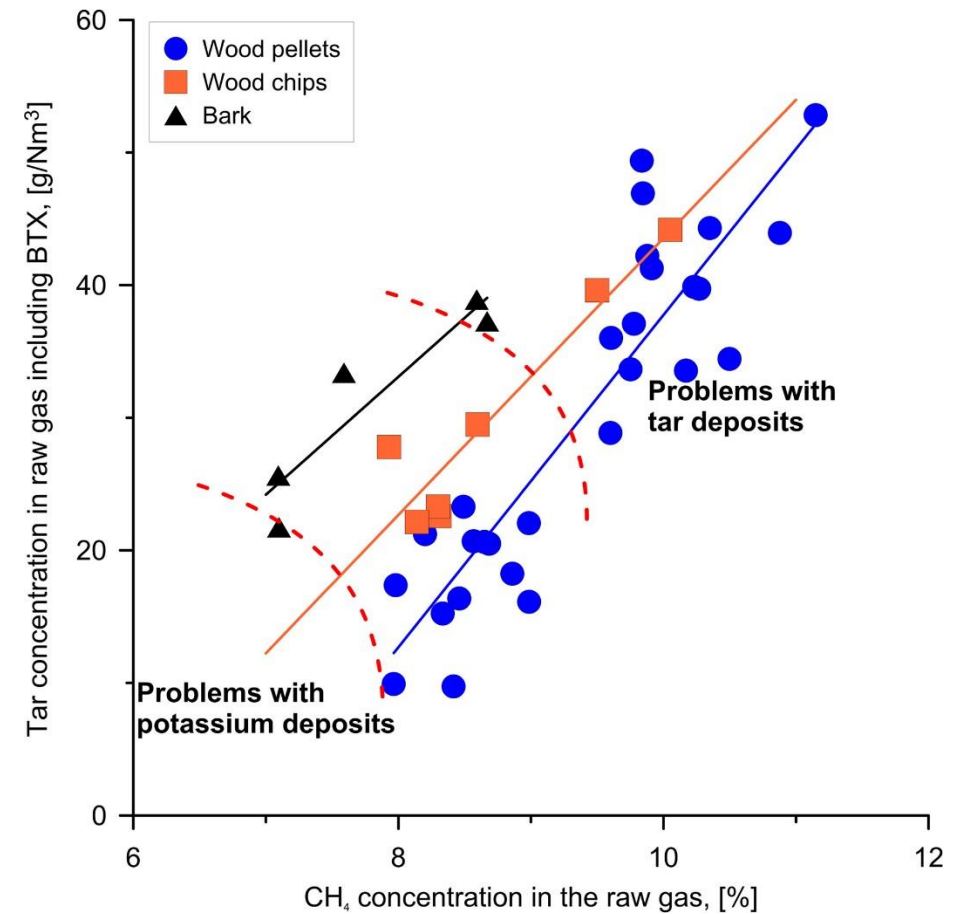 Tar concentration in raw gas including BTX, [g/Nm³]
60
40
20
0
Wood pellets
Wood chips
Bark
Problems with
tar deposits
Problems with
potassium deposits
6
8
10
12
CH₄ concentration in the raw gas, [%]